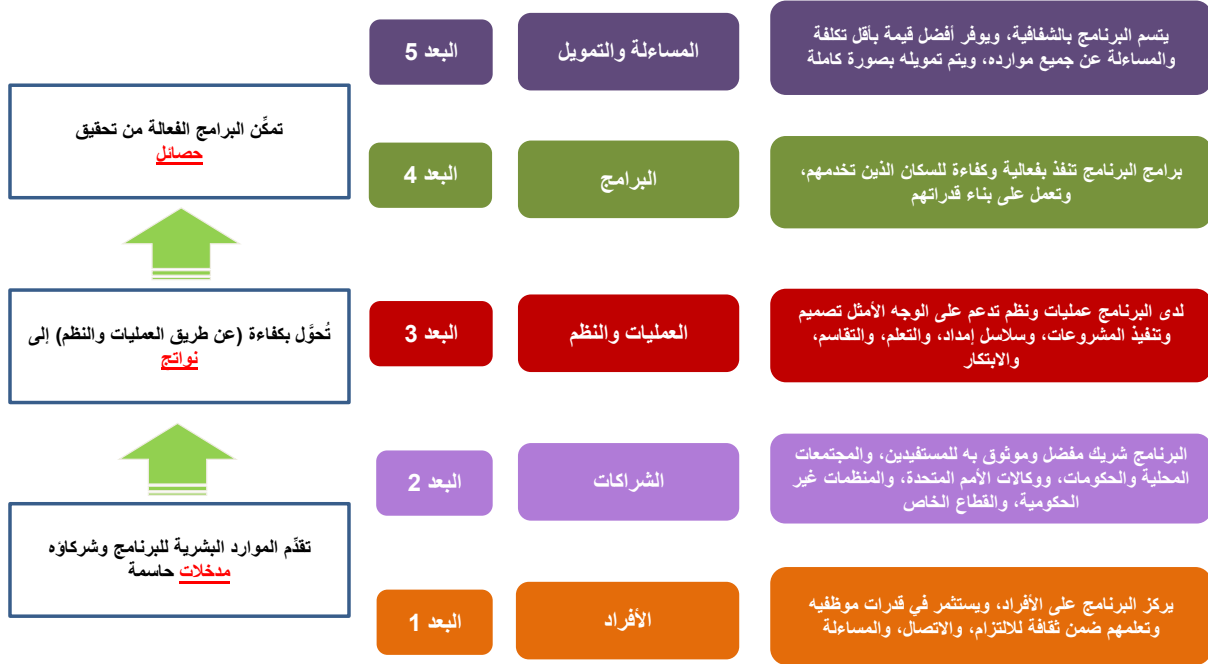 يتسم البرنامج بالشفافية، ويوفر أفضل قيمة بأقل تكلفة
والمساءلة عن جميع موارده، ويتم تمويله بصورة كاملة
المساءلة والتمويل
البعد 5
برامج البرنامج تنفذ بفعالية وكفاءة للسكان الذين تخدمهم،
وتعمل على بناء قدراتهم
البرامج
البعد 4
تمكِّن البرامج الفعالة من تحقيق
حصائل
لدى البرنامج عمليات ونظم تدعم على الوجه الأمثل تصميم
وتنفيذ المشروعات، وسلاسل إمداد، والتعلم، والتقاسم،
والابتكار
العمليات والنظم
البعد 3
تُحوَّل بكفاءة (عن طريق العمليات والنظم) إلى
نواتج
البرنامج شريك مفضل وموثوق به للمستفيدين، والمجتمعات
المحلية والحكومات، ووكالات الأمم المتحدة، والمنظمات غير
الحكومية، والقطاع الخاص
الشراكات
البعد 2
تقدِّم الموارد البشرية للبرنامج وشركاؤه
مدخلات حاسمة
يركز البرنامج على الأفراد، ويستثمر في قدرات موظفيه
وتعلمهم ضمن ثقافة للالتزام، والاتصال، والمساءلة
الأفراد
البعد 1